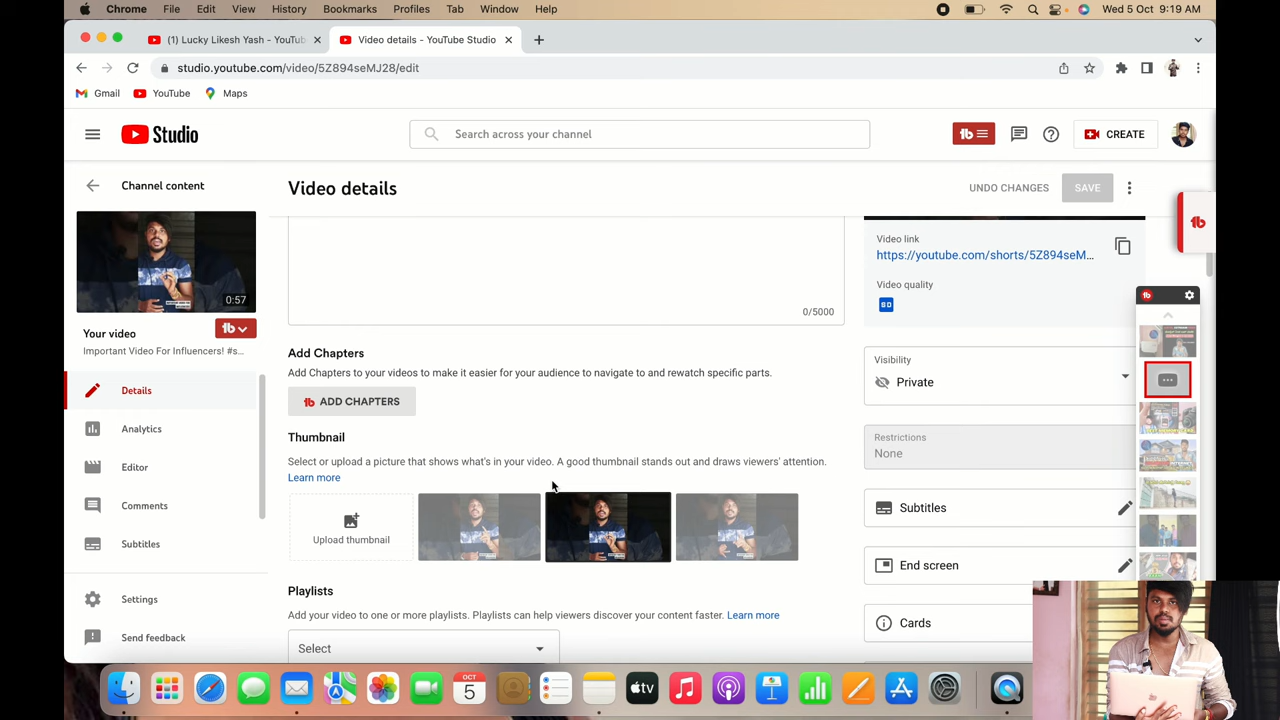 Chrome File Edit View History Bookmarks Profiles Tab Window Help
Wed 5 Oct 9:19 AM
(1) Lucky Likesh Yash - YouTub
Video details - YouTube Studio
studio.youtube.com/video/5Z894seMJ28/edit
Gmail YouTube Maps
Studio
Search across your channel
tb
CREATE
Channel content
Video details
UNDO CHANGES
SAVE
tb
0:57
Your video
tb
Important Video For Influencers! #s...
Details
Analytics
Editor
Comments
Subtitles
Settings
Send feedback
0/5000
Add Chapters
Add Chapters to your videos to make it easier for your audience to navigate to and rewatch specific parts.
tb ADD CHAPTERS
Thumbnail
Select or upload a picture that shows what's in your video. A good thumbnail stands out and draws viewers' attention.
Learn more
Upload thumbnail
Playlists
Add your video to one or more playlists. Playlists can help viewers discover your content faster. Learn more
Select
Video link
https://youtube.com/shorts/5Z894seM...
Video quality
SD
Visibility
Private
Restrictions
None
Subtitles
End screen
Cards
tb
OCT
5
tv